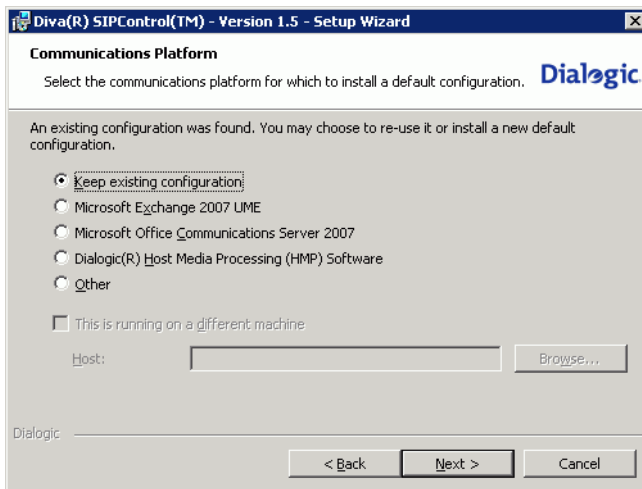 Diva(R) SIPControl(TM) - Version 1.5 - Setup Wizard
Communications Platform
Select the communications platform for which to install a default configuration.
Dialogic
An existing configuration was found. You may choose to re-use it or install a new default
configuration.
Keep existing configuration
Microsoft Exchange 2007 UME
Microsoft Office Communications Server 2007
Dialogic(R) Host Media Processing (HMP) Software
Other
This is running on a different machine
Host:
Browse...
Dialogic
< Back
Next >
Cancel